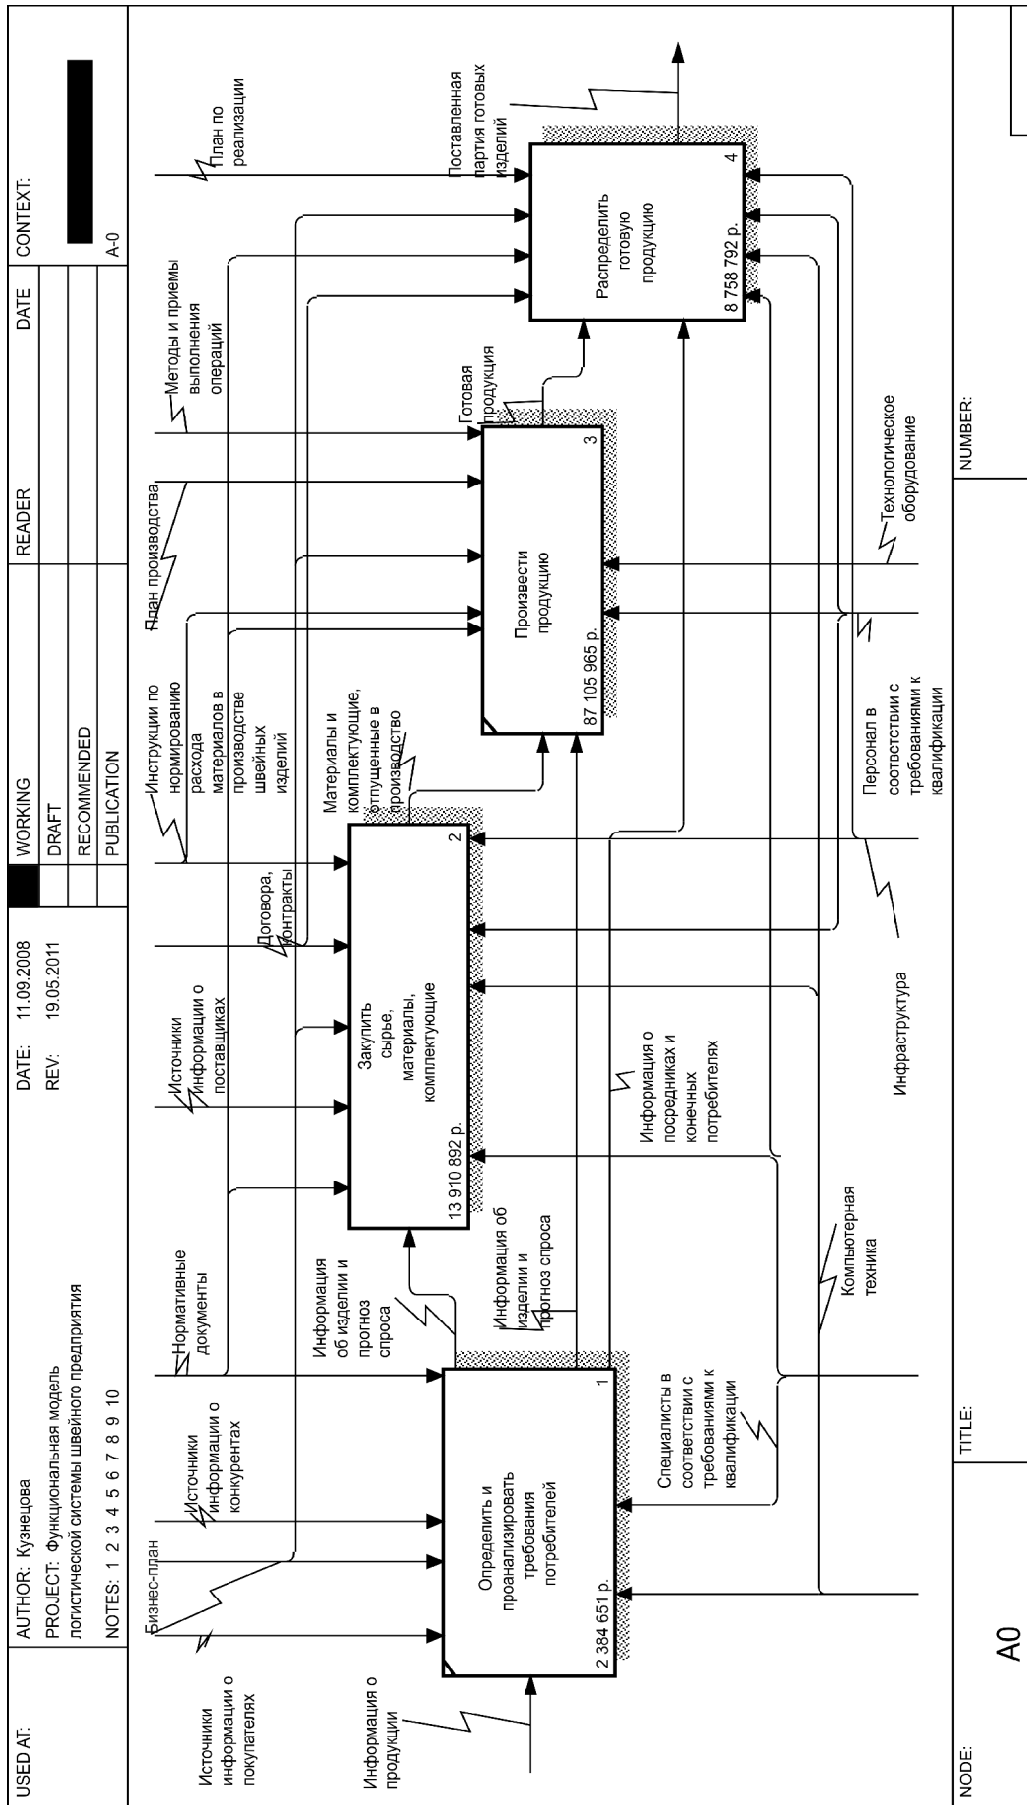 USED AT:
AUTHOR: Кузнецова
PROJECT: Функциональная модель
логистической системы швейного предприятия
NOTES: 1 2 3 4 5 6 7 8 9 10
DATE: 11.09.2008
REV: 19.05.2011
WORKING
DRAFT
RECOMMENDED
PUBLICATION
READER
DATE
CONTEXT:
A-0
Источники
информации о
покупателях
Бизнес-план
Источники
информации о
конкурентах
Нормативные
документы
Источники
информации о
поставщиках
Договора,
контракты
Инструкции по
нормированию
расхода
материалов в
производстве
швейных
изделий
План производства
Методы и приемы
выполнения
операций
План по
реализации
Информация о
продукции
Определить и
проанализировать
требования
потребителей
2 384 651 р.
1
Информация
об изделии и
прогноз
спроса
Закупить
сырье,
материалы,
комплектующие
13 910 892 р.
2
Материалы и
комплектующие,
отпущенные в
производство
Информация об
изделии и
прогноз спроса
Произвести
продукцию
87 105 965 р.
3
Готовая
продукция
Распределить
готовую
продукцию
8 758 792 р.
4
Поставленная
партия готовых
изделий
Информация о
посредниках и
конечных
потребителях
Специалисты в
соответствии с
требованиями к
квалификации
Компьютерная
техника
Инфраструктура
Персонал в
соответствии с
требованиями к
квалификации
Технологическое
оборудование
NODE:
A0
TITLE:
NUMBER: